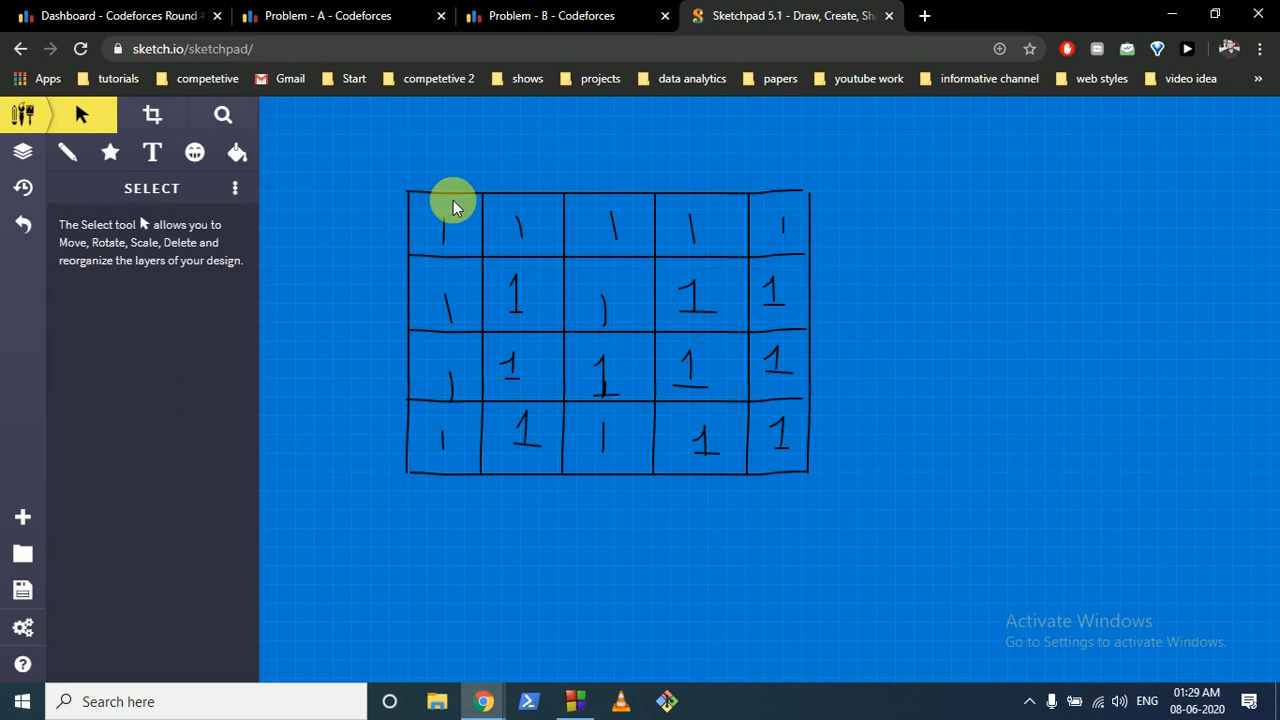 Dashboard - Codeforces Round
Problem - A - Codeforces
Problem - B - Codeforces
Sketchpad 5.1 - Draw, Create, Sh
sketch.io/sketchpad/
Apps tutorials competetive Gmail Start competetive 2 shows projects data analytics papers youtube work informative channel web styles video idea »
SELECT
The Select tool allows you to
Move, Rotate, Scale, Delete and
reorganize the layers of your design.
1 1 1 1 1
1 1 1 1 1
1 1 1 1 1
1 1 1 1 1
Activate Windows
Go to Settings to activate Windows.
Search here
ENG
01:29 AM
08-06-2020